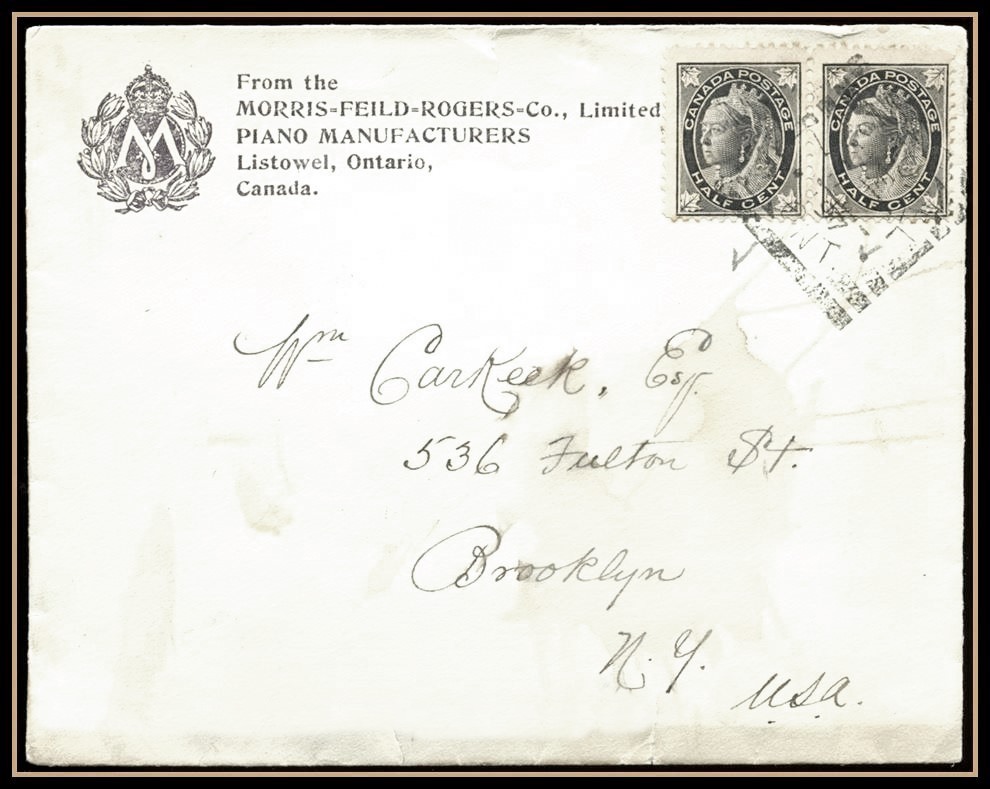 From the
MORRIS=FEILD=ROGERS=Co., Limited
PIANO MANUFACTURERS
Listowel, Ontario,
Canada.
M
CANADA POSTAGE
HALF CENT
CANADA POSTAGE
HALF CENT
Wm Carkeek, Esq.
536 Fulton St.
Brooklyn
N. Y.
U.S.A.